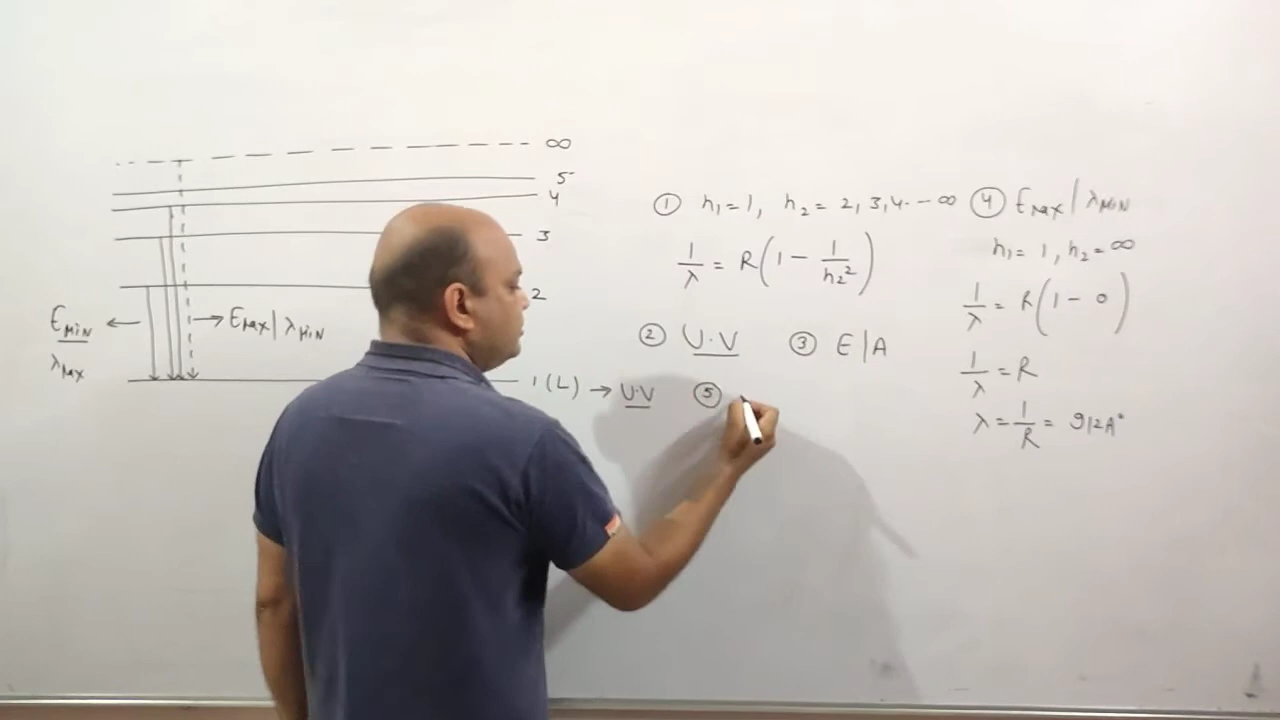 ∞
5
4
3
2
E_MIN ←
λ_MAX
→ E_MAX | λ_MIN
1 (L) → U.V
① n₁ = 1, n₂ = 2, 3, 4 - - ∞
1/λ = R(1 - 1/n₂²)
② U.V
③ E | A
⑤
④ E_MAX | λ_MIN
n₁ = 1, n₂ = ∞
1/λ = R(1 - 0)
1/λ = R
λ = 1/R = 912A°